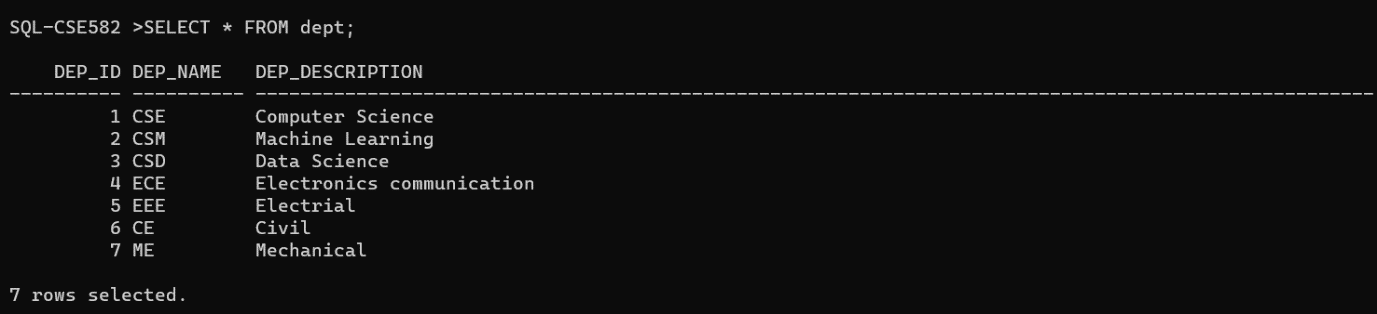 SQL-CSE582 >SELECT * FROM dept;
DEP_ID DEP_NAME DEP_DESCRIPTION
---------- ---------- ----------------------------------------------------------------------------------------------------
1 CSE Computer Science
2 CSM Machine Learning
3 CSD Data Science
4 ECE Electronics communication
5 EEE Electrial
6 CE Civil
7 ME Mechanical
7 rows selected.